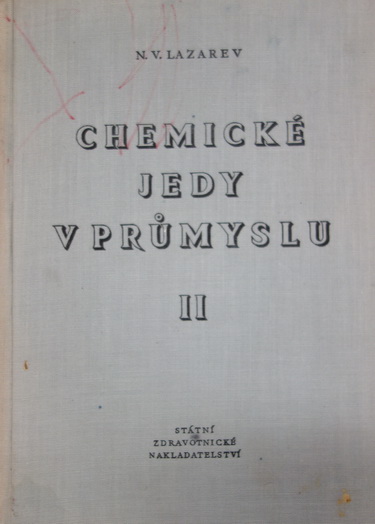 N. V. LAZAREV
CHEMICKÉ
JEDY
V PRŮMYSLU
II
STÁTNÍ
ZDRAVOTNICKÉ
NAKLADATELSTVÍ